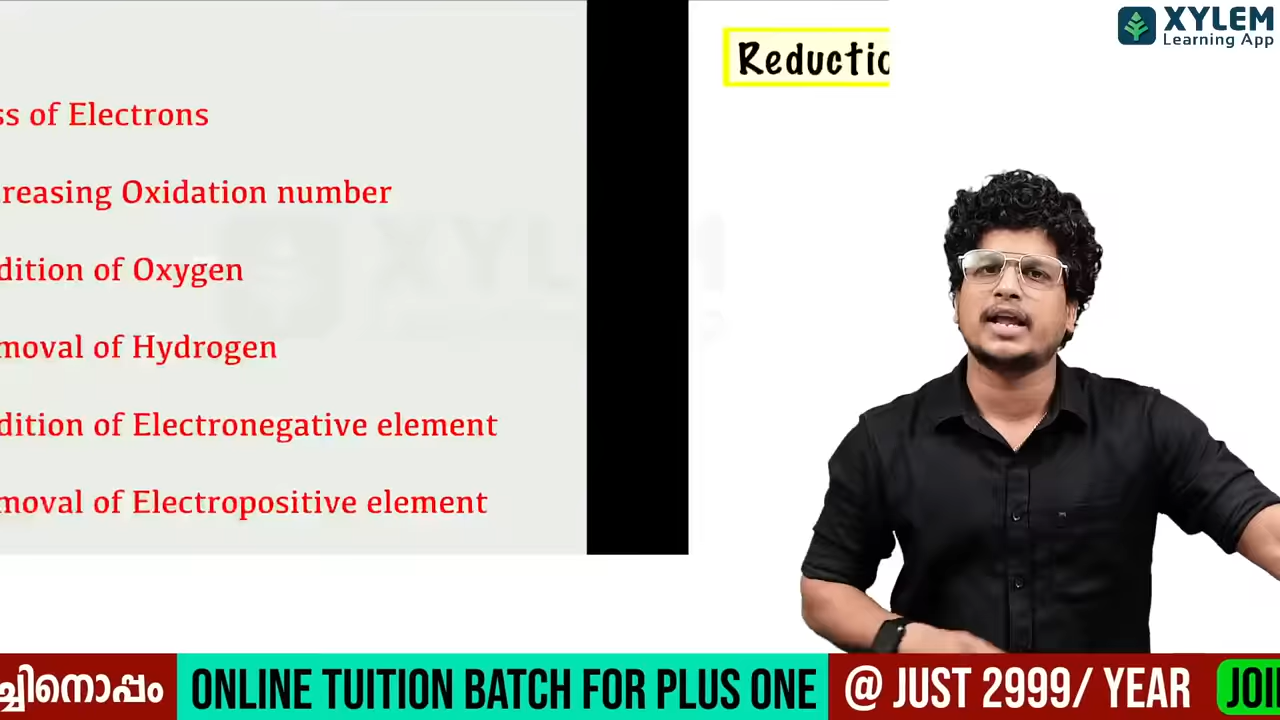 ss of Electrons
reasing Oxidation number
dition of Oxygen
moval of Hydrogen
dition of Electronegative element
moval of Electropositive element
Reductio
XYLEM
Learning App
XYLEM
ച്ചിനൊപ്പം ONLINE TUITION BATCH FOR PLUS ONE @ JUST 2999/ YEAR JOI